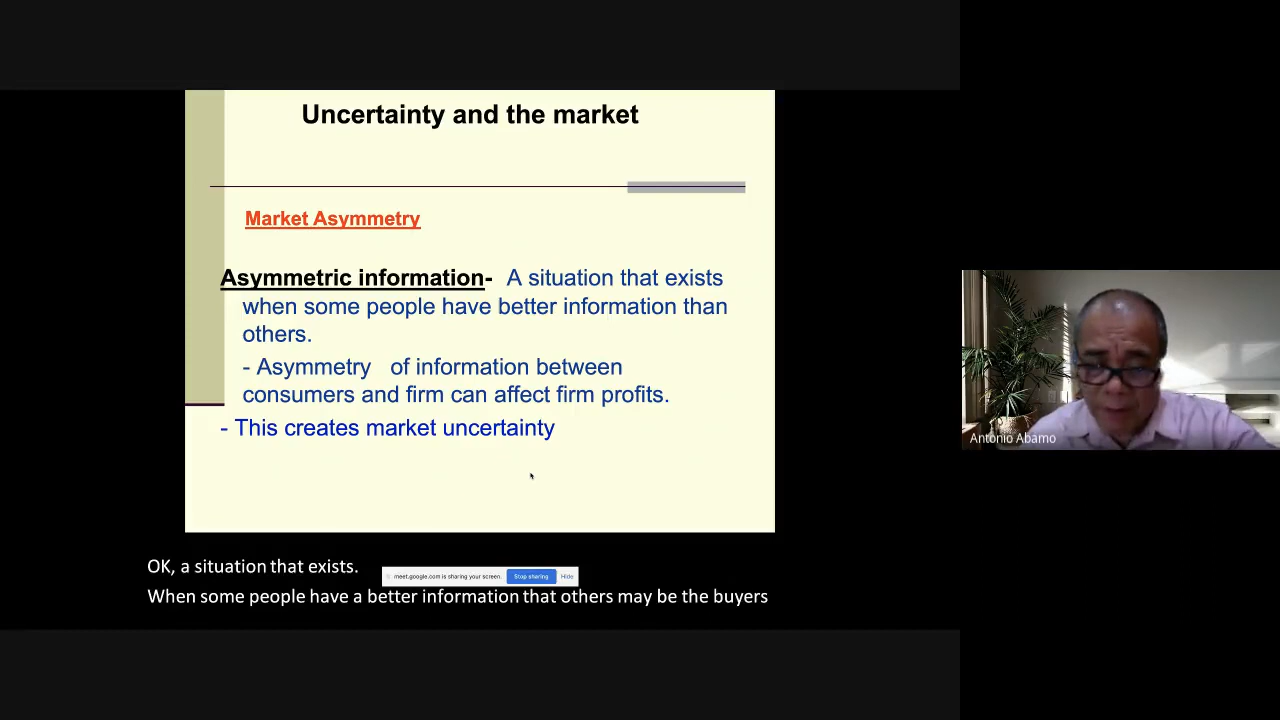 Uncertainty and the market
Market Asymmetry
Asymmetric information- A situation that exists
when some people have better information than
others.
- Asymmetry of information between
consumers and firm can affect firm profits.
- This creates market uncertainty
Antonio Abamo
OK, a situation that exists.
meet.google.com is sharing your screen. Stop sharing Hide
When some people have a better information that others may be the buyers